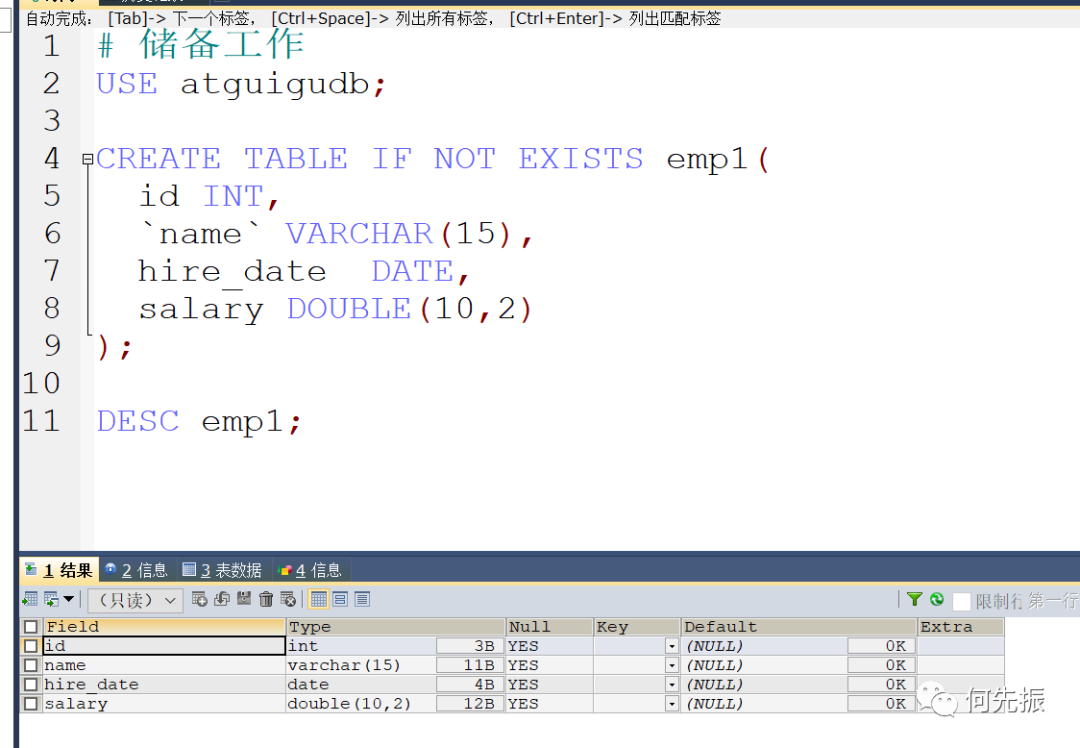 自动完成: [Tab]-> 下一个标签, [Ctrl+Space]-> 列出所有标签, [Ctrl+Enter]-> 列出匹配标签
1 # 储备工作
2 USE atguigudb;
3
4 CREATE TABLE IF NOT EXISTS emp1(
5 id INT,
6 `name` VARCHAR(15),
7 hire_date DATE,
8 salary DOUBLE(10,2)
9 );
10
11 DESC emp1;
1 结果 2 信息 3 表数据 4 信息
(只读) 限制行 第一行
Field Type Null Key Default Extra
id int 3B YES (NULL) 0K
name varchar(15) 11B YES (NULL) 0K
hire_date date 4B YES (NULL) 0K
salary double(10,2) 12B YES (NULL) 0K
何先振